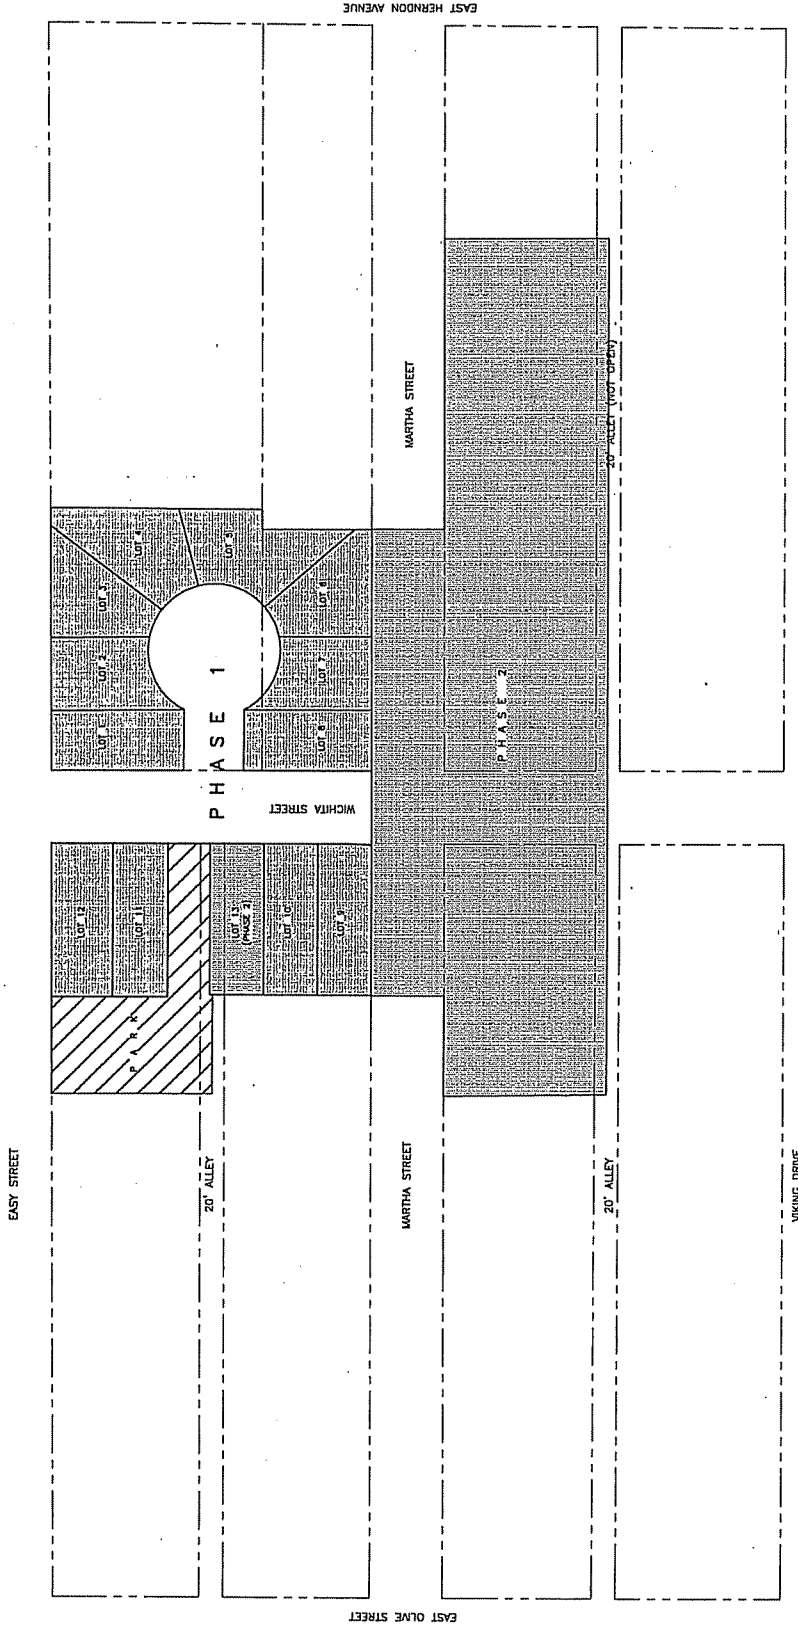 EAST HERNDON AVENUE
MARTHA STREET
20' ALLEY (NOT OPEN)
LOT 4
LOT 5
LOT 3
LOT 6
LOT 2
LOT 7
PHASE 1
LOT 1
LOT 8
PHASE 2
WICHITA STREET
LOT 12
LOT 11
LOT 13
(PHASE 2)
LOT 10
LOT 9
PARK
EASY STREET
20' ALLEY
MARTHA STREET
20' ALLEY
VIKING DRIVE
EAST OLIVE STREET